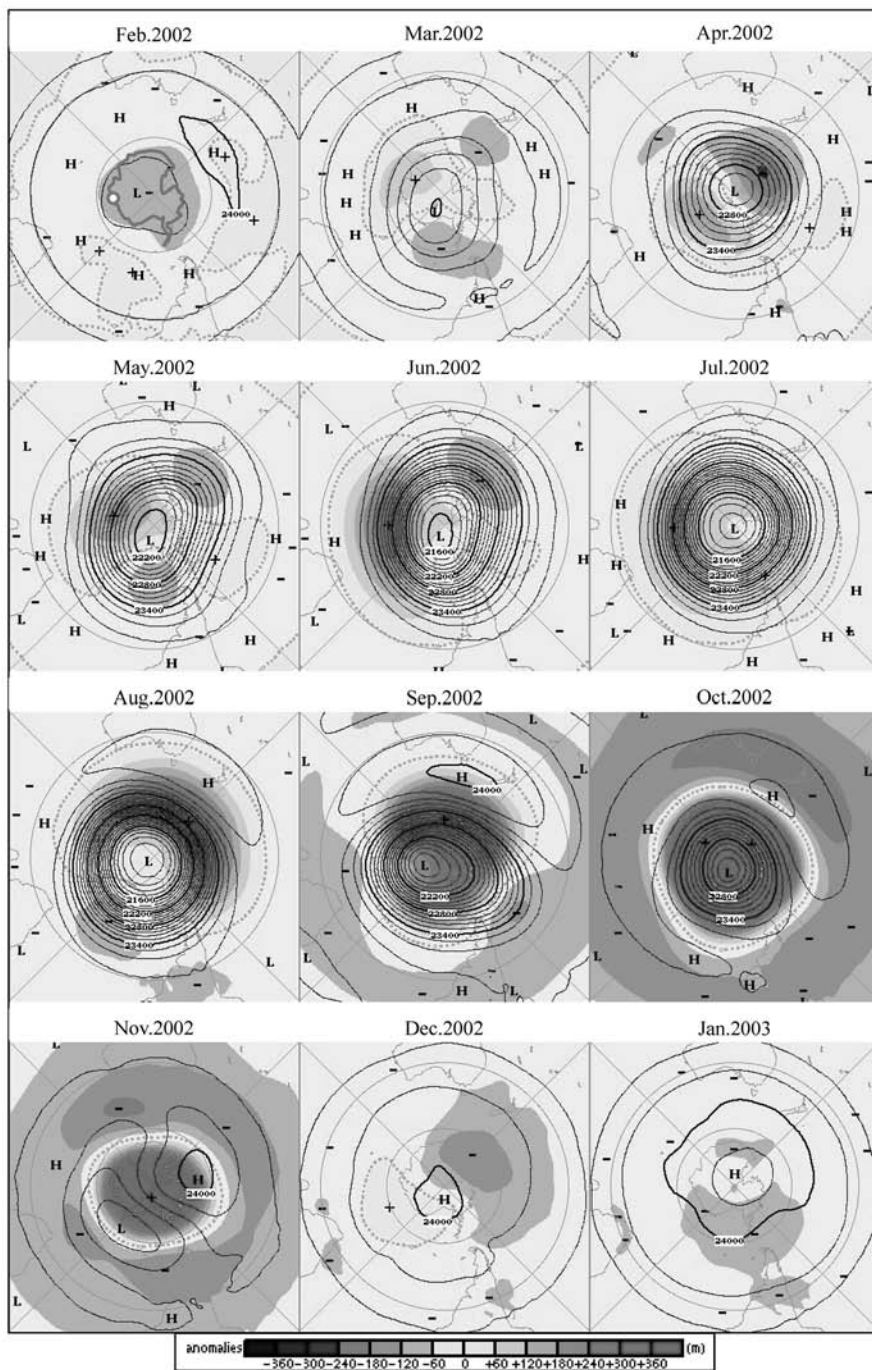 Feb.2002 Mar.2002 Apr.2002
H H H H L - + H + + H H 24000
H H H H H H H H - + - L H -
H - H H H H + + - L 22800 23400
May.2002 Jun.2002 Jul.2002
L L H H H H H + - L + 22200 22800 23400
L H H H + - L 21600 22200 22800 23400
L H H H H + + L 21600 22200 22800 23400
Aug.2002 Sep.2002 Oct.2002
L H H + L 21600 22200 22800 23400 L
L H 24000 + L 22200 22800 23400 H L
L H H + + L 22800 23400 H H L
Nov.2002 Dec.2002 Jan.2003
L H + H 24000 L H L
+ H 24000
H 24000
anomalies (m)
-360 -300 -240 -180 -120 -60 0 +60 +120 +180 +240 +300 +360